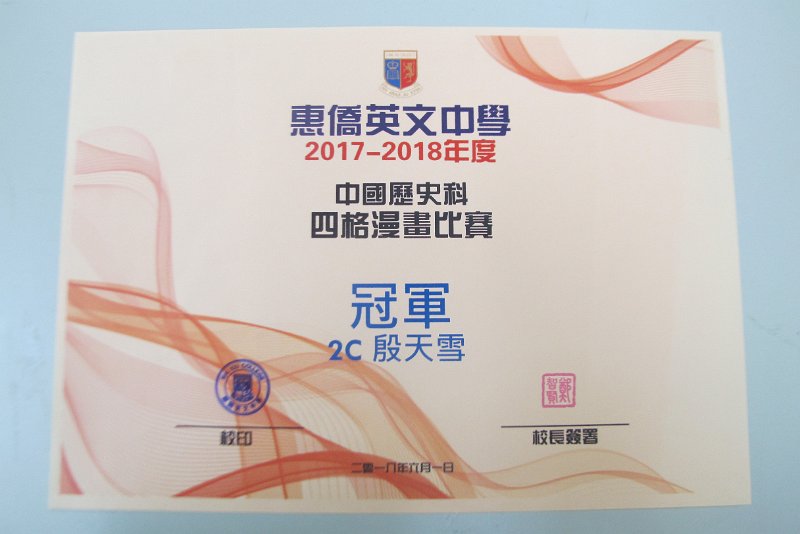 惠僑英文中學
2017-2018年度
中國歷史科
四格漫畫比賽
冠軍
2C 殷天雪
校印
校長簽署
二零一八年六月一日